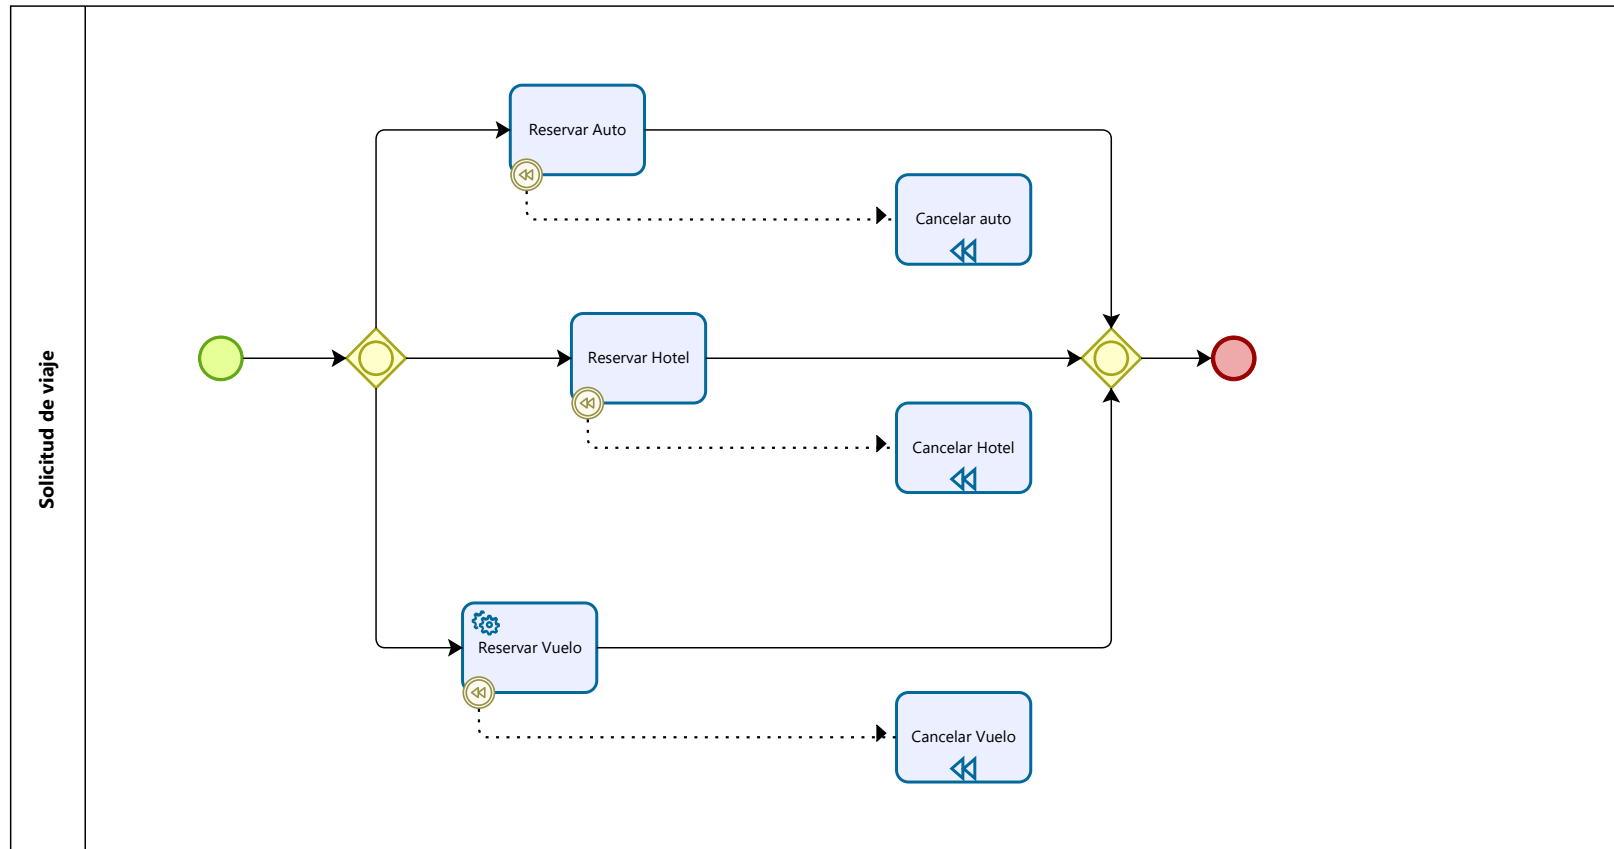 Solicitud de viaje
Reservar Auto
Cancelar auto
Reservar Hotel
Cancelar Hotel
Reservar Vuelo
Cancelar Vuelo